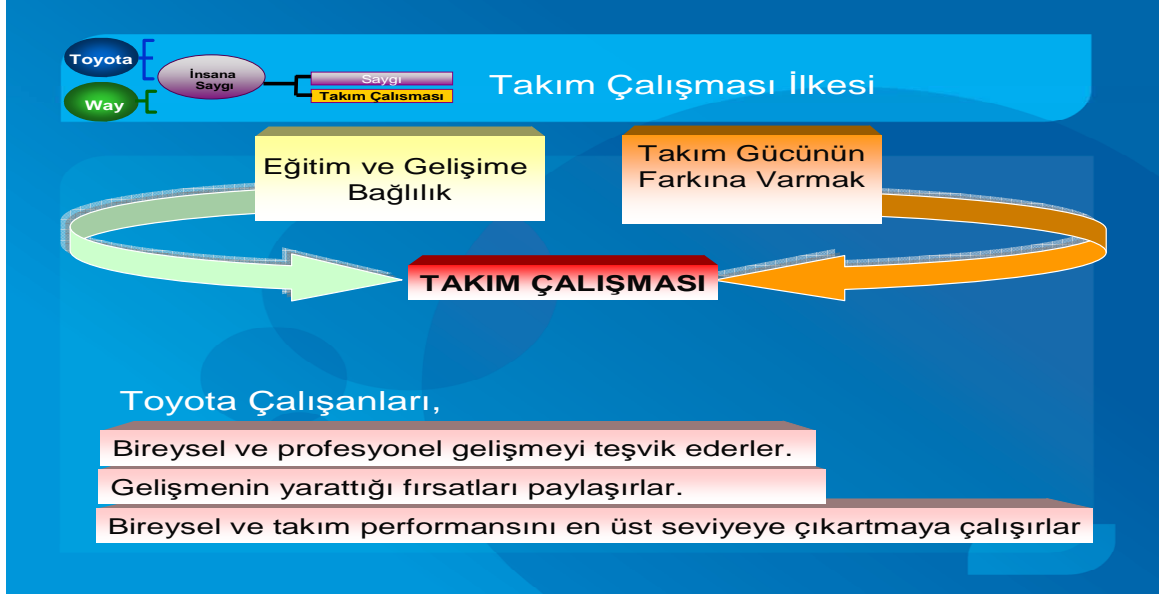 Toyota
Way
İnsana
Saygı
Saygı
Takım Çalısması
Takım Çalışması İlkesi
Eğitim ve Gelişime
Bağlılık
Takım Gücünün
Farkına Varmak
TAKIM ÇALIŞMASI
Toyota Çalışanları,
Bireysel ve profesyonel gelişmeyi teşvik ederler.
Gelişmenin yarattığı fırsatları paylaşırlar.
Bireysel ve takım performansını en üst seviyeye çıkartmaya çalışırlar